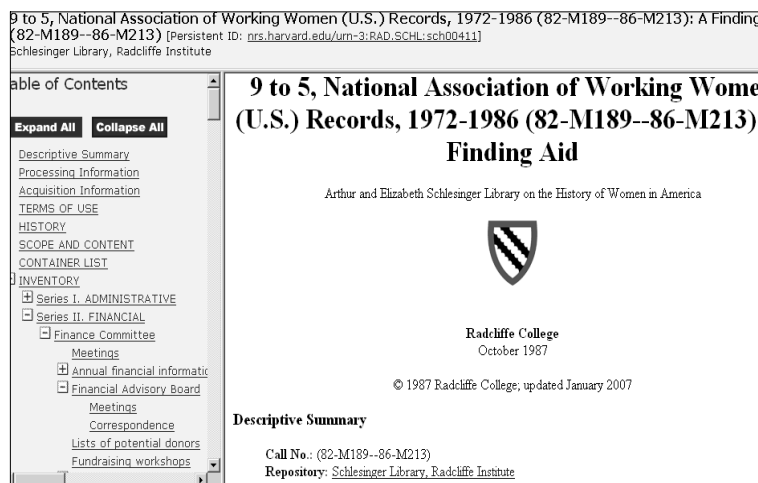 9 to 5, National Association of Working Women (U.S.) Records, 1972-1986 (82-M189--86-M213): A Finding
(82-M189--86-M213) [Persistent ID: nrs.harvard.edu/urn-3:RAD.SCHL:sch00411]
Schlesinger Library, Radcliffe Institute
able of Contents
Expand All Collapse All
Descriptive Summary
Processing Information
Acquisition Information
TERMS OF USE
HISTORY
SCOPE AND CONTENT
CONTAINER LIST
INVENTORY
Series I. ADMINISTRATIVE
Series II. FINANCIAL
Finance Committee
Meetings
Annual financial informatic
Financial Advisory Board
Meetings
Correspondence
Lists of potential donors
Fundraising workshops
9 to 5, National Association of Working Wome
(U.S.) Records, 1972-1986 (82-M189--86-M213)
Finding Aid
Arthur and Elizabeth Schlesinger Library on the History of Women in America
Radcliffe College
October 1987
© 1987 Radcliffe College; updated January 2007
Descriptive Summary
Call No.: (82-M189--86-M213)
Repository: Schlesinger Library, Radcliffe Institute